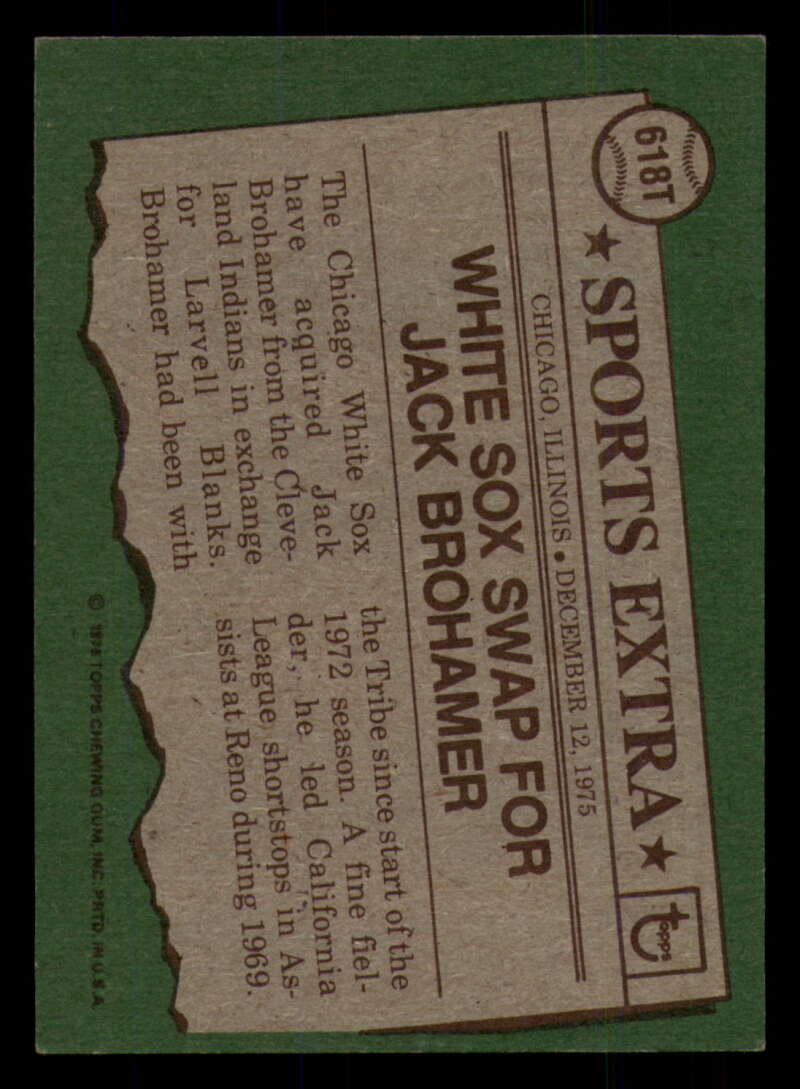 618T
★ SPORTS EXTRA ★
topps
CHICAGO, ILLINOIS • DECEMBER 12, 1975
WHITE SOX SWAP FOR
JACK BROHAMER
The Chicago White Sox
have acquired Jack
Brohamer from the Cleve-
land Indians in exchange
for Larvell Blanks.
Brohamer had been with
the Tribe since start of the
1972 season. A fine fiel-
der, he led California
League shortstops in As-
sists at Reno during 1969.
© 1976 TOPPS CHEWING GUM, INC. PRTD. IN U.S.A.